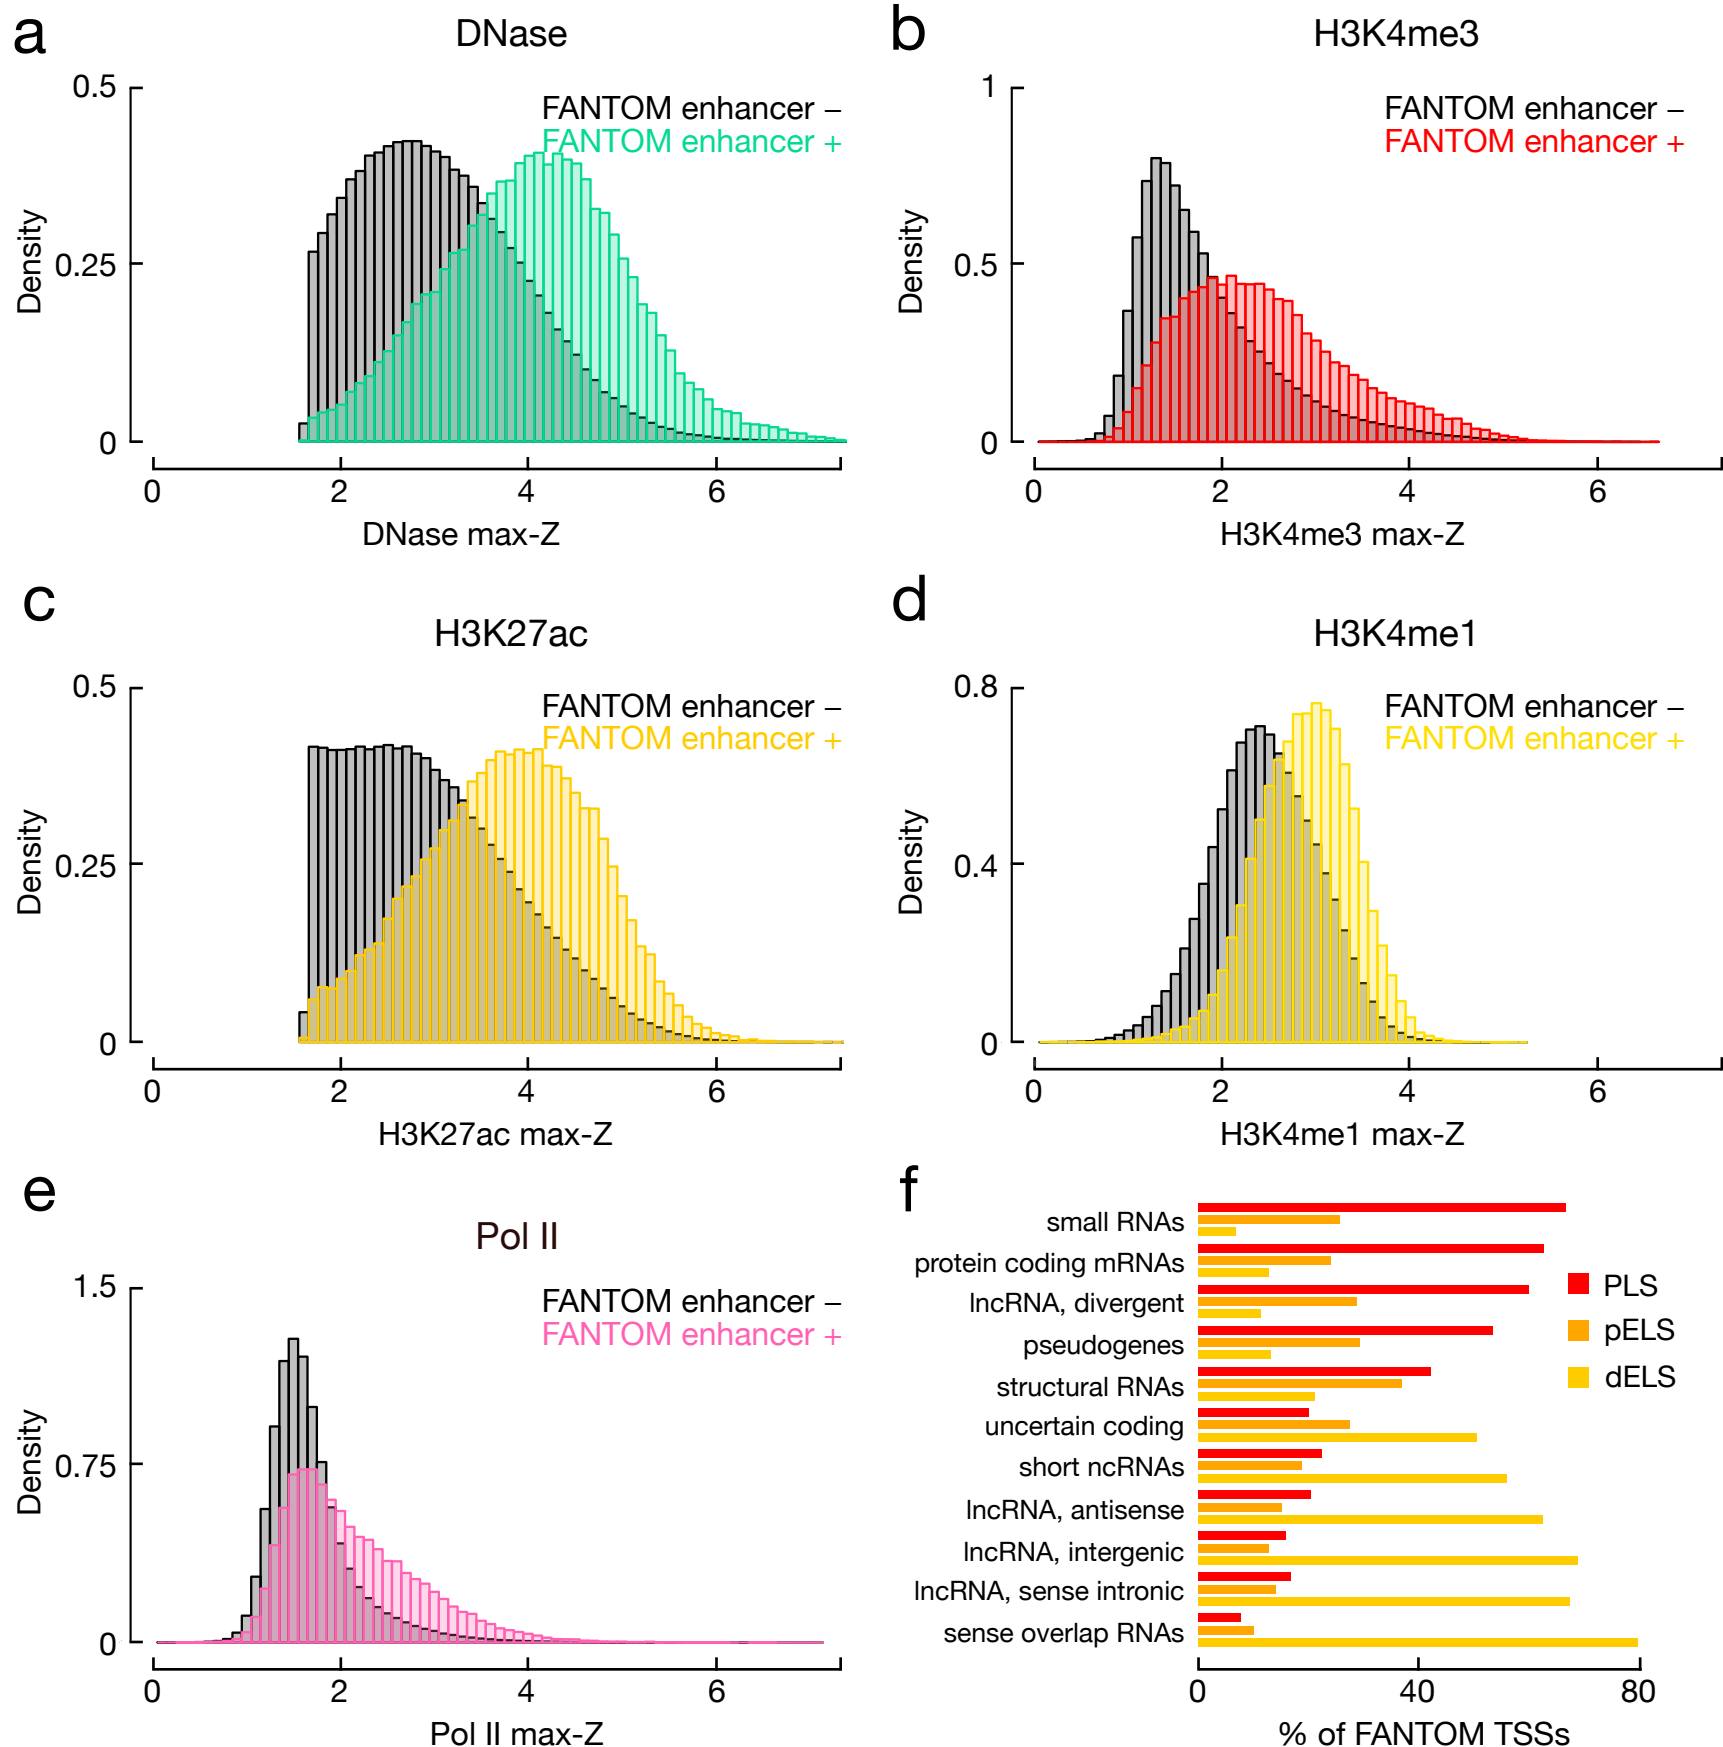 a
DNase
0.5
0.25
0
Density
FANTOM enhancer –
FANTOM enhancer +
0
2
4
6
DNase max-Z
b
H3K4me3
1
0.5
0
Density
FANTOM enhancer –
FANTOM enhancer +
0
2
4
6
H3K4me3 max-Z
c
H3K27ac
0.5
0.25
0
Density
FANTOM enhancer –
FANTOM enhancer +
0
2
4
6
H3K27ac max-Z
d
H3K4me1
0.8
0.4
0
Density
FANTOM enhancer –
FANTOM enhancer +
0
2
4
6
H3K4me1 max-Z
e
Pol II
1.5
0.75
0
Density
FANTOM enhancer –
FANTOM enhancer +
0
2
4
6
Pol II max-Z
f
small RNAs
protein coding mRNAs
lncRNA, divergent
pseudogenes
structural RNAs
uncertain coding
short ncRNAs
lncRNA, antisense
lncRNA, intergenic
lncRNA, sense intronic
sense overlap RNAs
PLS
pELS
dELS
0
40
80
% of FANTOM TSSs